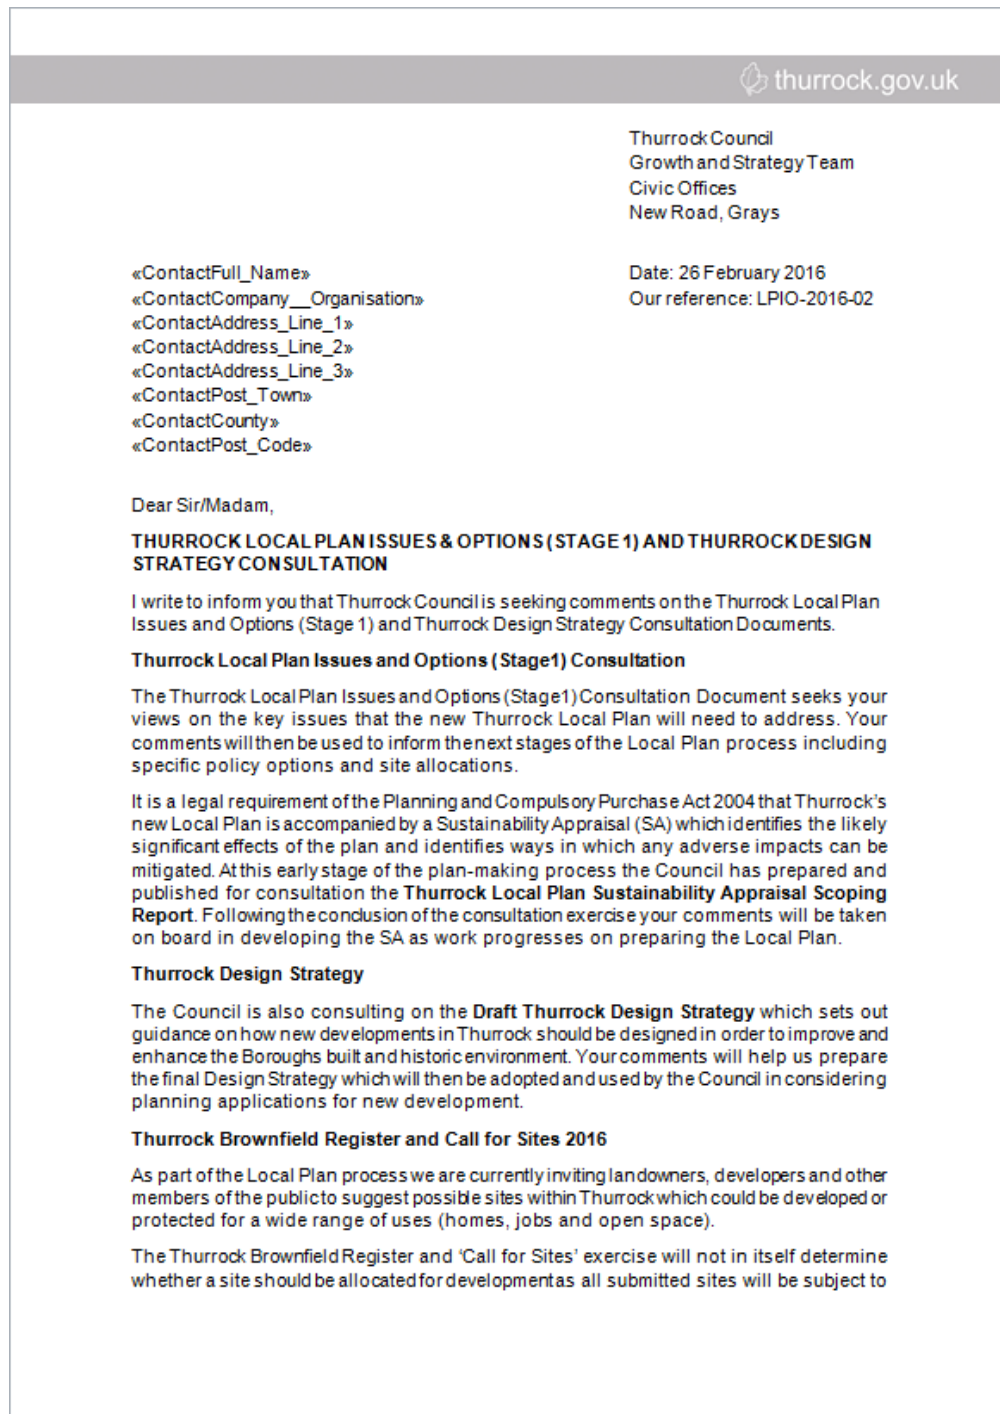 thurrock.gov.uk
Thurrock Council
Growth and Strategy Team
Civic Offices
New Road, Grays
«ContactFull_Name»
«ContactCompany__Organisation»
«ContactAddress_Line_1»
«ContactAddress_Line_2»
«ContactAddress_Line_3»
«ContactPost_Town»
«ContactCounty»
«ContactPost_Code»
Date: 26 February 2016
Our reference: LPIO-2016-02
Dear Sir/Madam,
THURROCK LOCAL PLAN ISSUES & OPTIONS (STAGE 1) AND THURROCK DESIGN
STRATEGY CONSULTATION
I write to inform you that Thurrock Council is seeking comments on the Thurrock Local Plan
Issues and Options (Stage 1) and Thurrock Design Strategy Consultation Documents.
Thurrock Local Plan Issues and Options (Stage1) Consultation
The Thurrock Local Plan Issues and Options (Stage1) Consultation Document seeks your
views on the key issues that the new Thurrock Local Plan will need to address. Your
comments will then be used to inform the next stages of the Local Plan process including
specific policy options and site allocations.
It is a legal requirement of the Planning and Compulsory Purchase Act 2004 that Thurrock’s
new Local Plan is accompanied by a Sustainability Appraisal (SA) which identifies the likely
significant effects of the plan and identifies ways in which any adverse impacts can be
mitigated. At this early stage of the plan-making process the Council has prepared and
published for consultation the Thurrock Local Plan Sustainability Appraisal Scoping
Report. Following the conclusion of the consultation exercise your comments will be taken
on board in developing the SA as work progresses on preparing the Local Plan.
Thurrock Design Strategy
The Council is also consulting on the Draft Thurrock Design Strategy which sets out
guidance on how new developments in Thurrock should be designed in order to improve and
enhance the Boroughs built and historic environment. Your comments will help us prepare
the final Design Strategy which will then be adopted and used by the Council in considering
planning applications for new development.
Thurrock Brownfield Register and Call for Sites 2016
As part of the Local Plan process we are currently inviting landowners, developers and other
members of the public to suggest possible sites within Thurrock which could be developed or
protected for a wide range of uses (homes, jobs and open space).
The Thurrock Brownfield Register and ‘Call for Sites’ exercise will not in itself determine
whether a site should be allocated for development as all submitted sites will be subject to